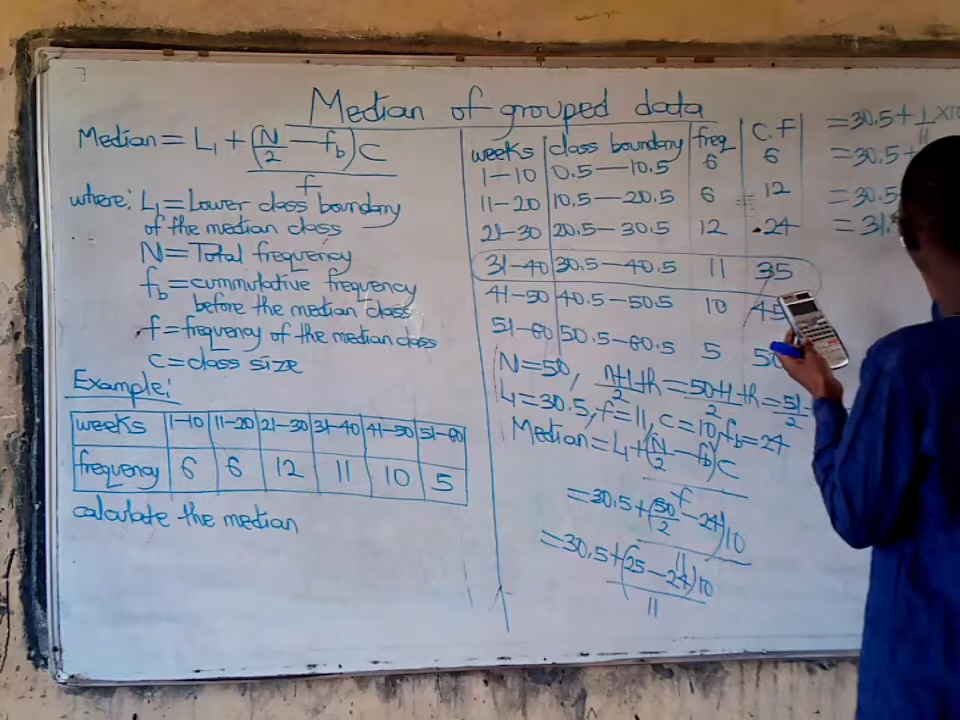 Median of grouped data
Median = L1 + (N/2 − fb)C
f
where: L1 = Lower class boundary
of the median class
N = Total frequency
fb = cummutative frequency
before the median class
f = frequency of the median class
C = class size
Example:
weeks 1−10 11−20 21−30 31−40 41−50 51−60
frequency 6 6 12 11 10 5
calculate the median
weeks class boundary freq C.F
1−10 0.5−10.5 6 6
11−20 10.5−20.5 6 12
21−30 20.5−30.5 12 24
31−40 30.5−40.5 11 35
41−50 40.5−50.5 10 45
51−60 50.5−60.5 5 50
N = 50, n+1/2 th = 50+1/2 th = 51/2
L1 = 30.5, f = 11, C = 10, fb = 24
Median = L1 + (N/2 − fb)C
f
= 30.5 + (50/2 − 24)10
11
= 30.5 + (25 − 24)10
11
= 30.5 + 1/11 ×10
= 30.5 +
= 30.5
= 31.